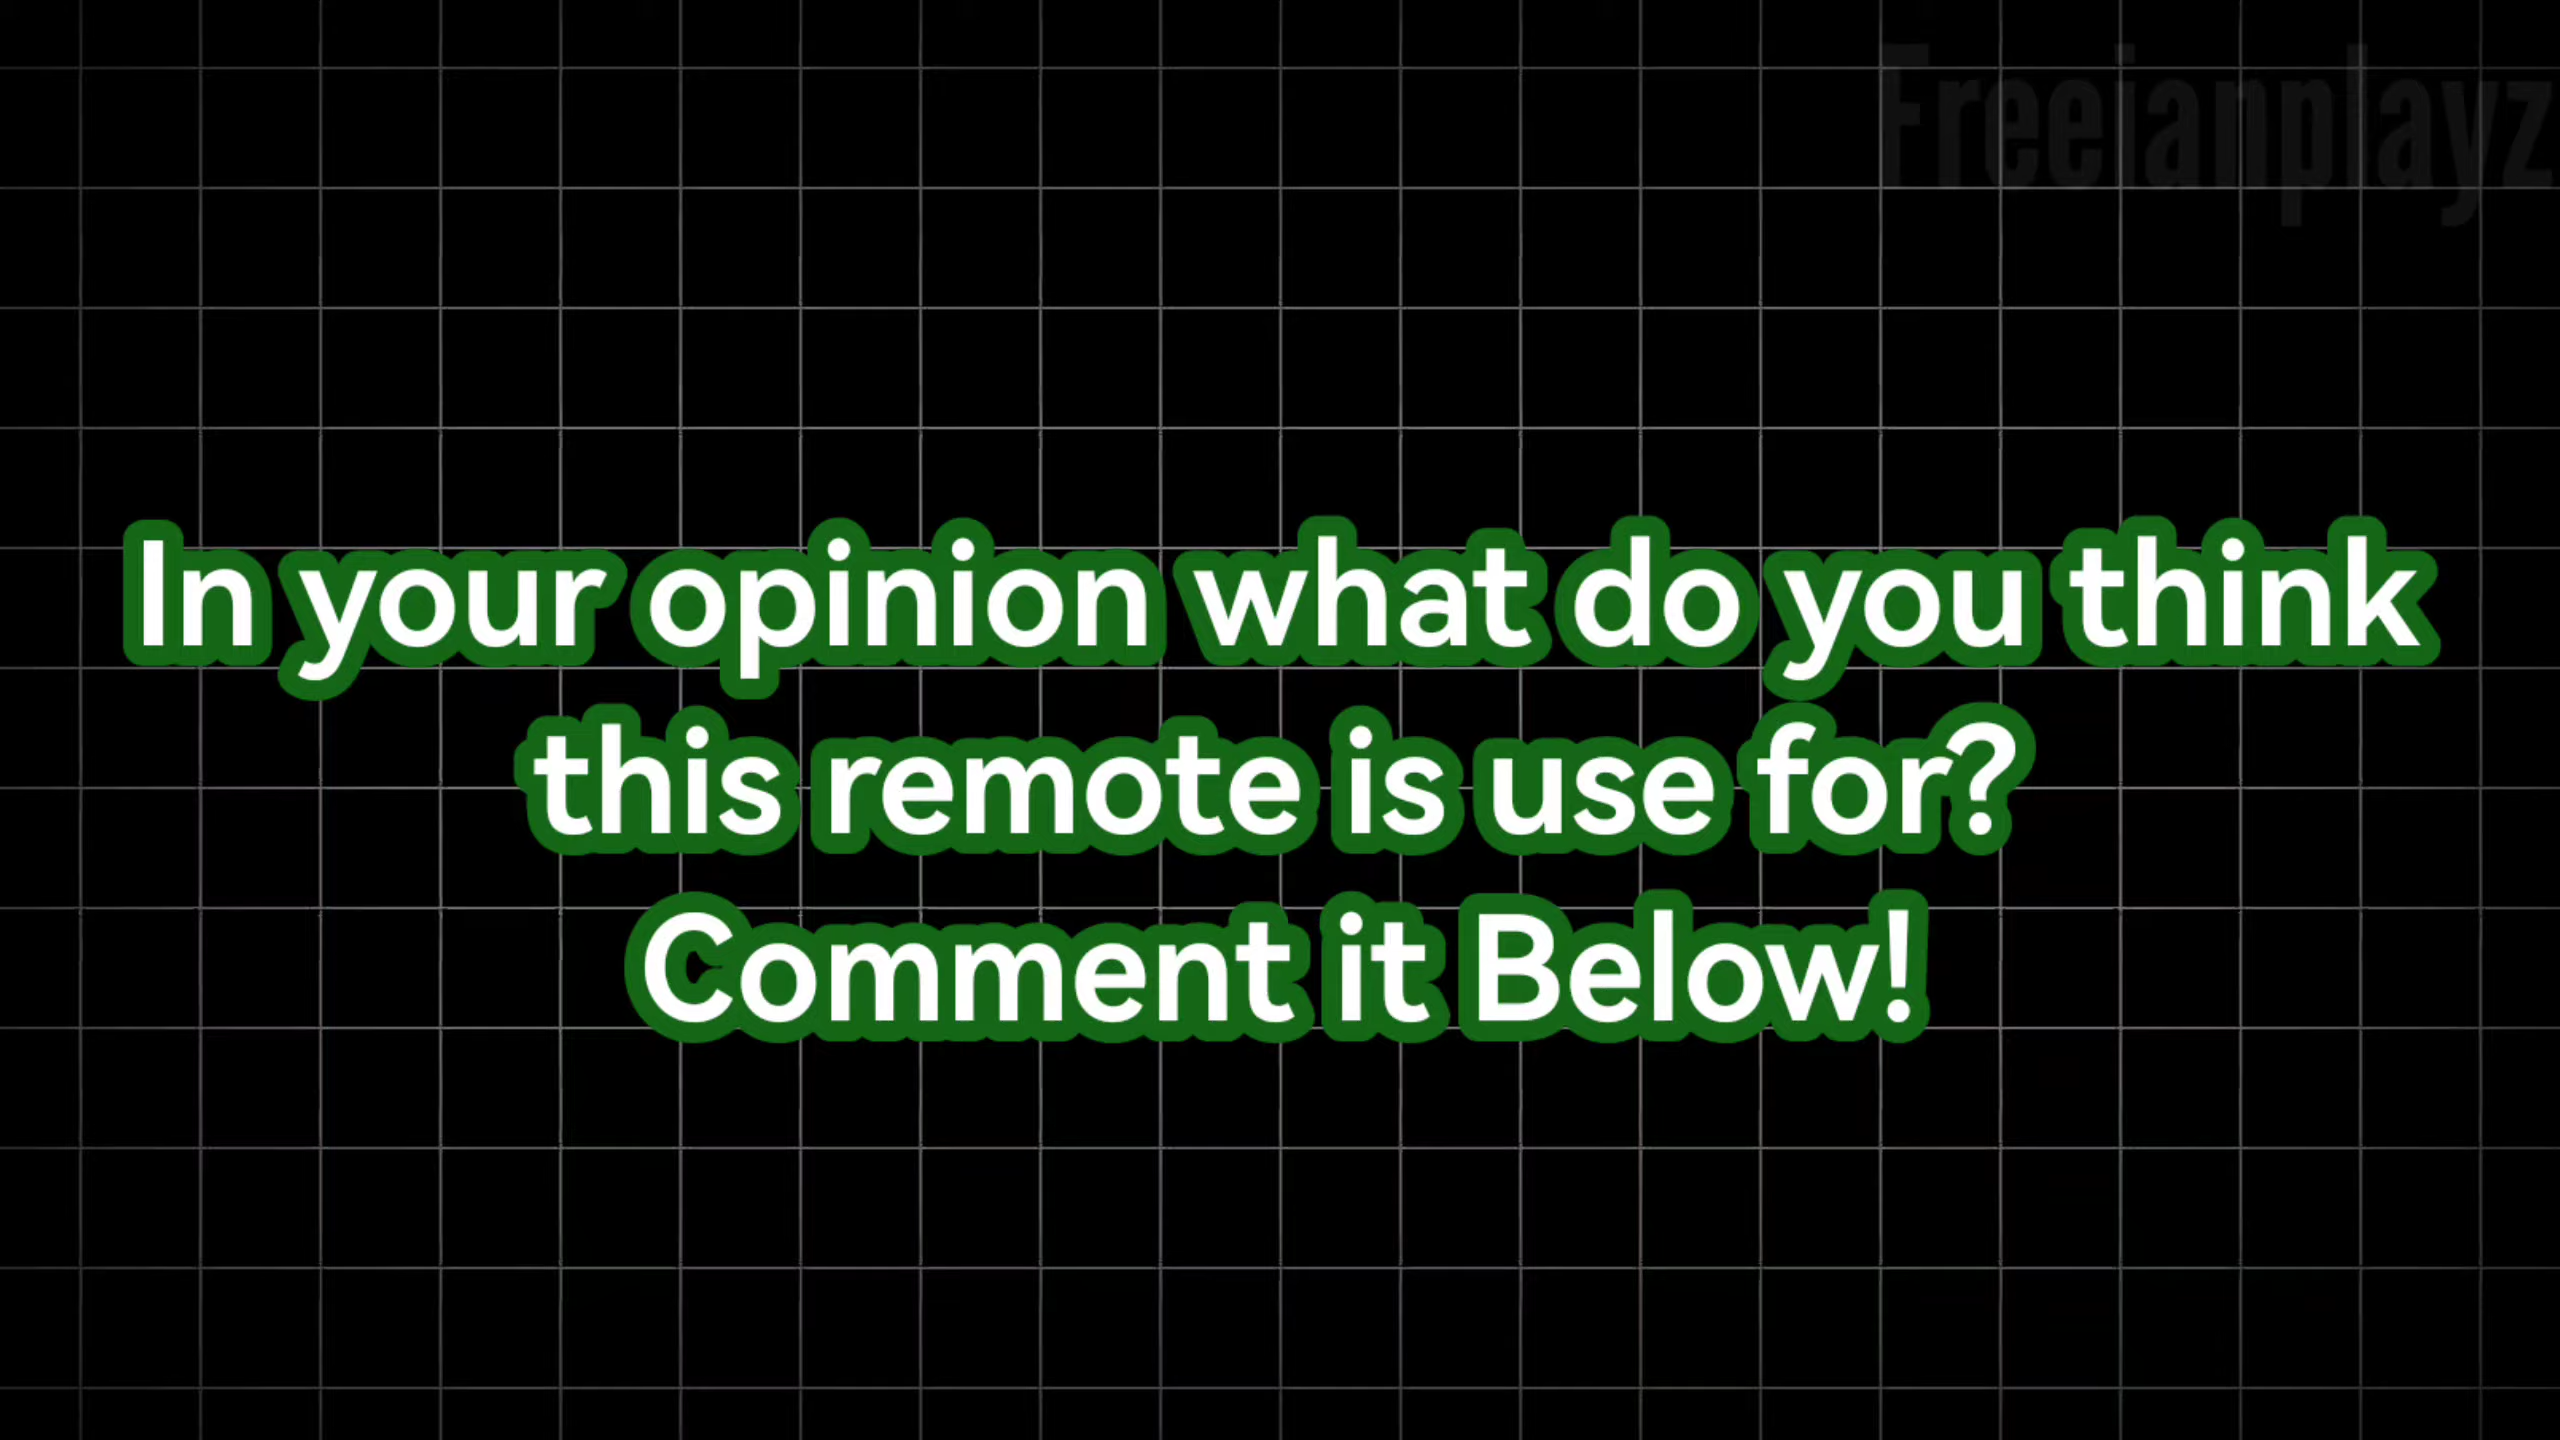 Freeianplayz
In your opinion what do you think
this remote is use for?
Comment it Below!